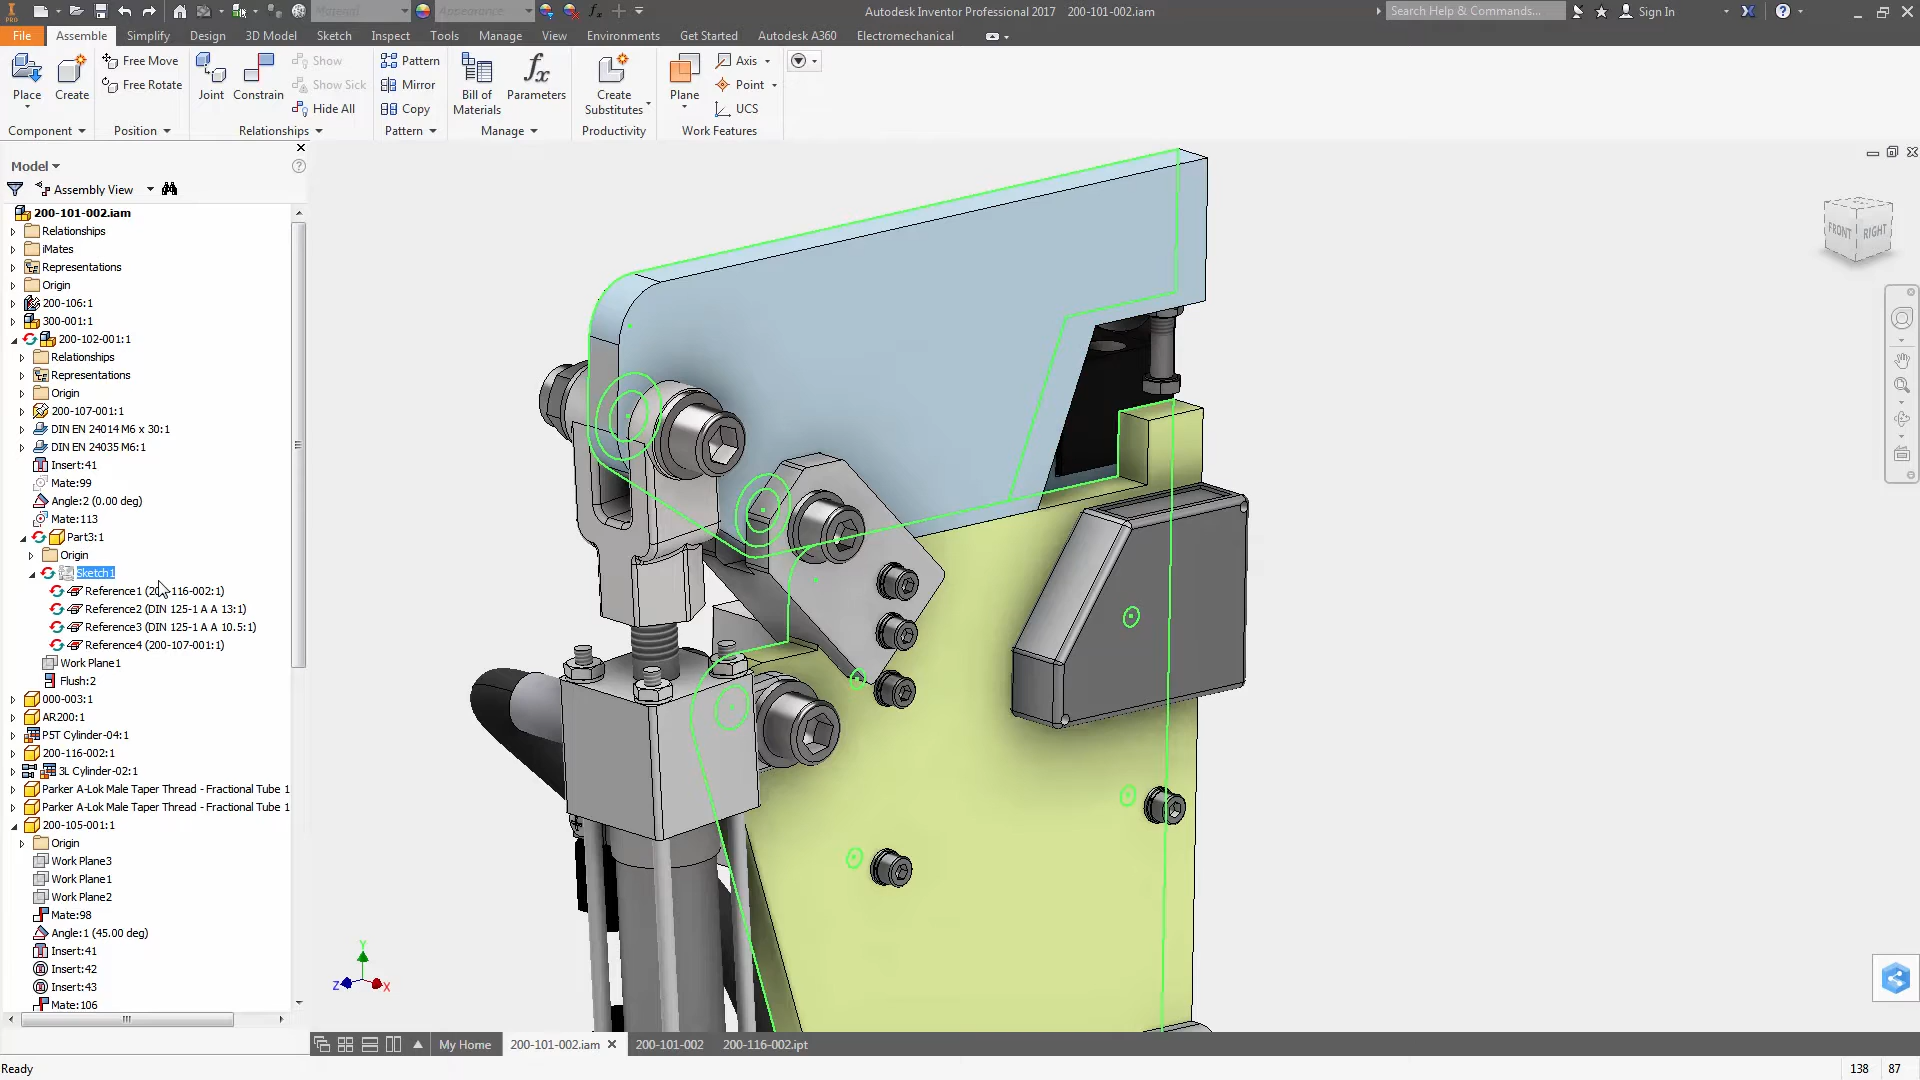 PRO
Material
Appearance
Autodesk Inventor Professional 2017 200-101-002.iam
Search Help & Commands...
Sign In
File
Assemble
Simplify
Design
3D Model
Sketch
Inspect
Tools
Manage
View
Environments
Get Started
Autodesk A360
Electromechanical
Place
Create
Free Move
Free Rotate
Joint
Constrain
Show
Show Sick
Hide All
Pattern
Mirror
Copy
Bill of Materials
Parameters
Create Substitutes
Plane
Axis
Point
UCS
Component
Position
Relationships
Pattern
Manage
Productivity
Work Features
Model
Assembly View
200-101-002.iam
Relationships
iMates
Representations
Origin
200-106:1
300-001:1
200-102-001:1
Relationships
Representations
Origin
200-107-001:1
DIN EN 24014 M6 x 30:1
DIN EN 24035 M6:1
Insert:41
Mate:99
Angle:2 (0.00 deg)
Mate:113
Part3:1
Origin
Sketch1
Reference1 (200-116-002:1)
Reference2 (DIN 125-1 A A 13:1)
Reference3 (DIN 125-1 A A 10.5:1)
Reference4 (200-107-001:1)
Work Plane1
Flush:2
000-003:1
AR200:1
P5T Cylinder-04:1
200-116-002:1
3L Cylinder-02:1
Parker A-Lok Male Taper Thread - Fractional Tube 1
Parker A-Lok Male Taper Thread - Fractional Tube 1
200-105-001:1
Origin
Work Plane3
Work Plane1
Work Plane2
Mate:98
Angle:1 (45.00 deg)
Insert:41
Insert:42
Insert:43
Mate:106
FRONT
RIGHT
Y
Z
X
My Home
200-101-002.iam
200-101-002
200-116-002.ipt
Ready
138
87